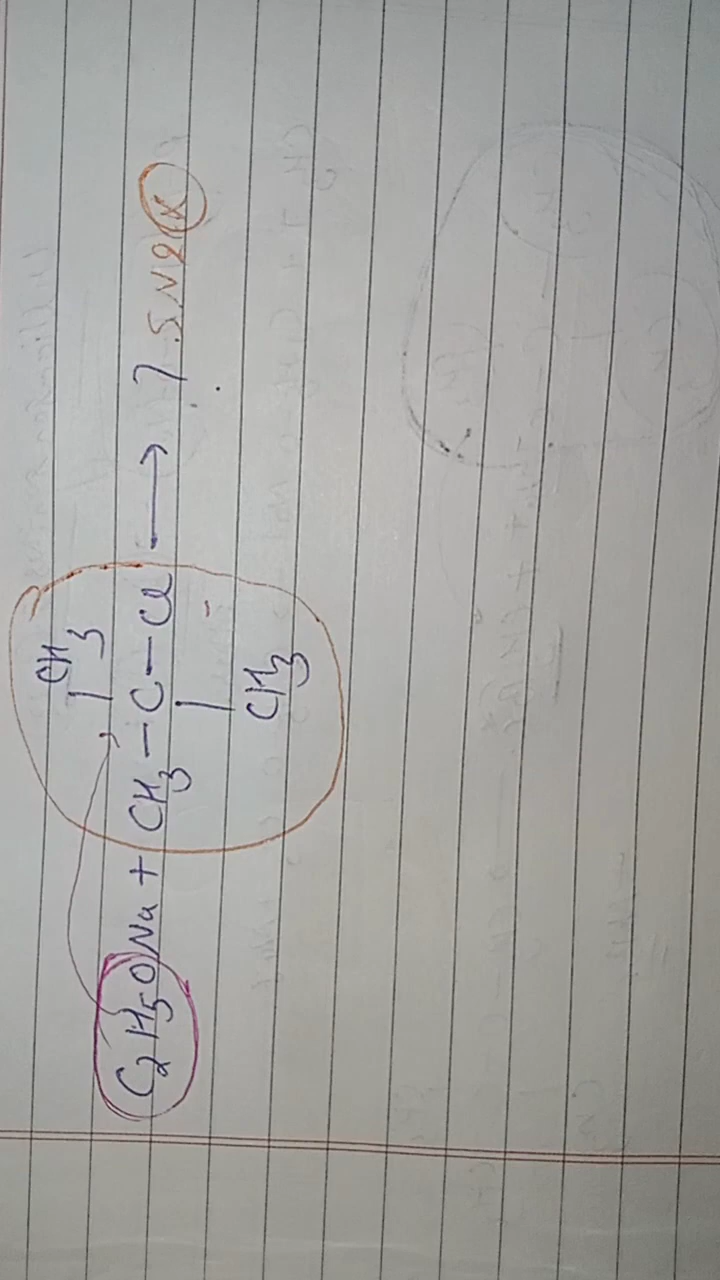 CH3
|
C2H5ONa + CH3 — C — Cl ⟶ ? SN2 X
|
CH3